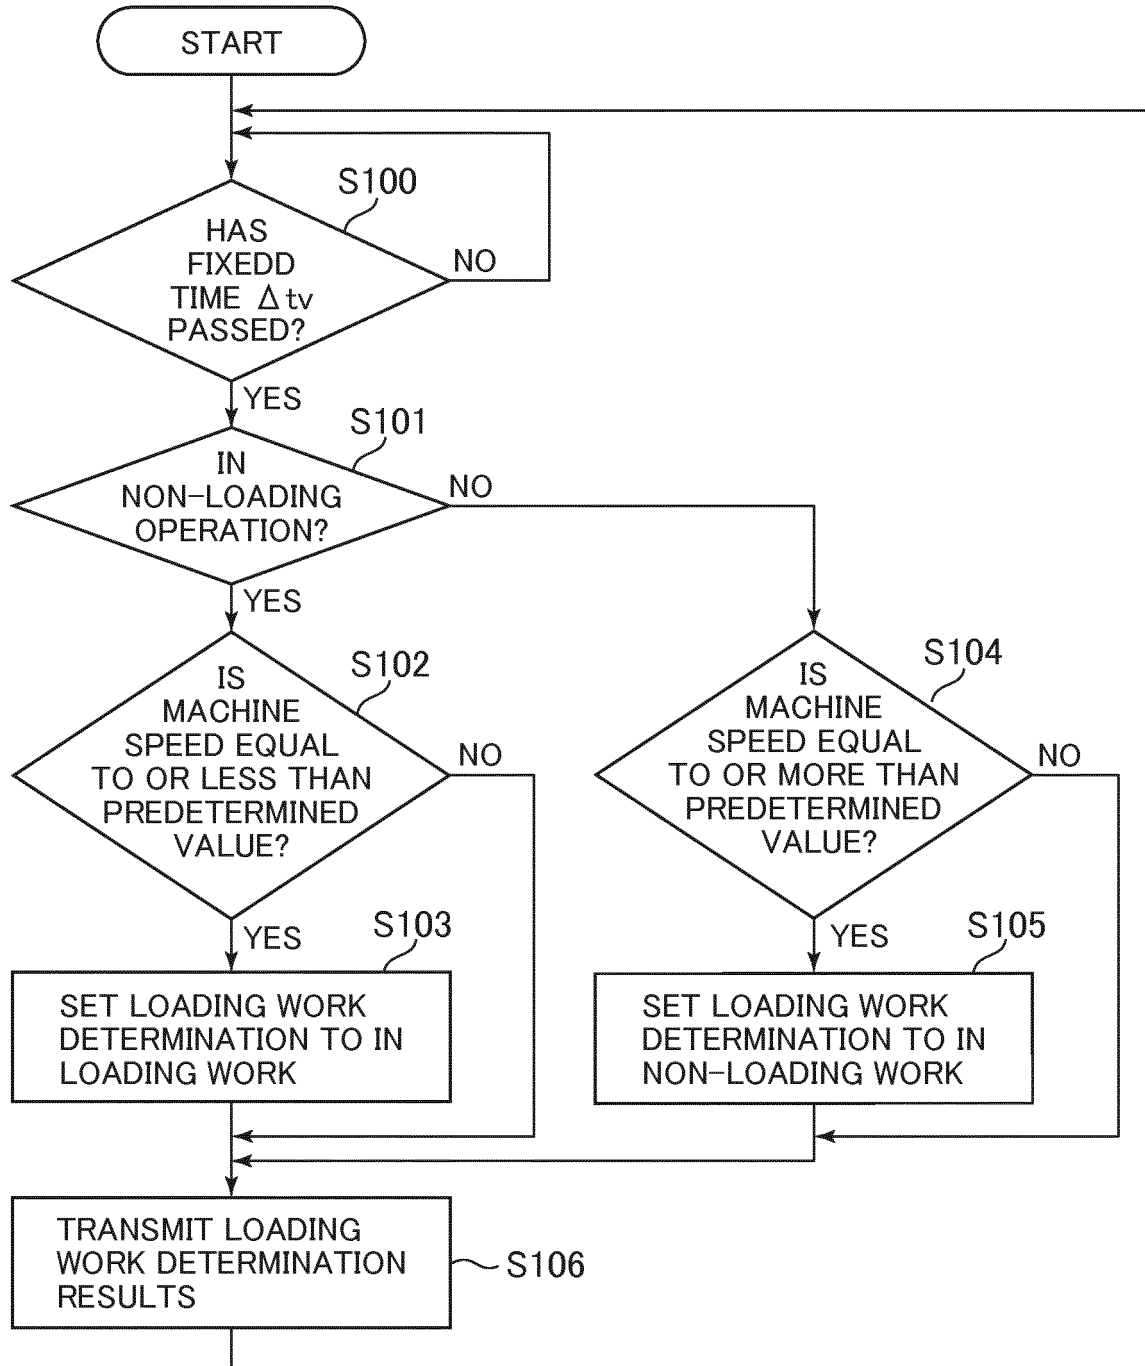 START
S100
HAS
FIXEDD
TIME Δtv
PASSED?
NO
YES
S101
IN
NON-LOADING
OPERATION?
NO
YES
S102
IS
MACHINE
SPEED EQUAL
TO OR LESS THAN
PREDETERMINED
VALUE?
NO
YES
S104
IS
MACHINE
SPEED EQUAL
TO OR MORE THAN
PREDETERMINED
VALUE?
NO
YES
S103
SET LOADING WORK
DETERMINATION TO IN
LOADING WORK
S105
SET LOADING WORK
DETERMINATION TO IN
NON-LOADING WORK
TRANSMIT LOADING
WORK DETERMINATION
RESULTS
S106